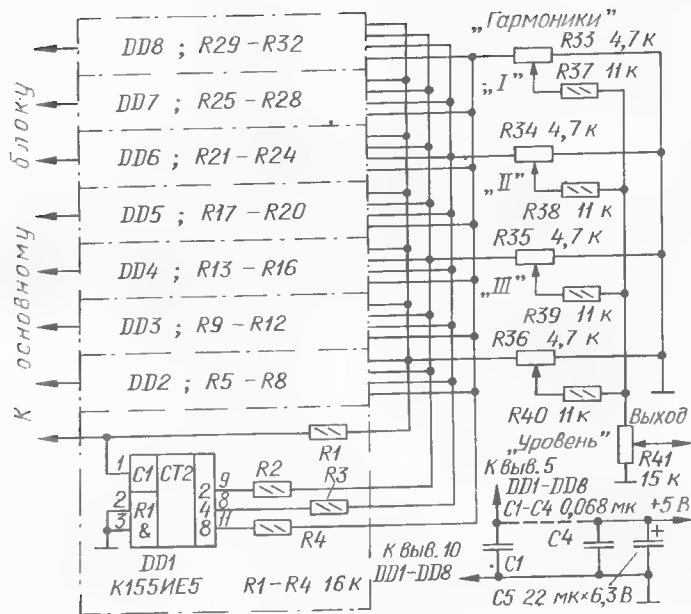 „Гармоники"
R33 4,7 к
R37 11 к
„I"
R34 4,7 к
„II"
R38 11 к
R35 4,7 к
„III"
R39 11 к
R36 4,7 к
R40 11 к
Выход
„Уровень"
R41
15 к
К основному блоку
DD8 ; R29 – R32
DD7 ; R25 – R28
DD6 ; R21 – R24
DD5 ; R17 – R20
DD4 ; R13 – R16
DD3 ; R9 – R12
DD2 ; R5 – R8
R1
R2
R3
R4
1 C1 CT2
2 R1 2 9
3 & 4 8
8 11
DD1
К155ИЕ5
R1–R4 16 к
К выв. 5
DD1–DD8
C1–C4 0,068 мк
+5 В
C4
+
C1
К выв. 10
DD1–DD8
C5 22 мк×6,3 В